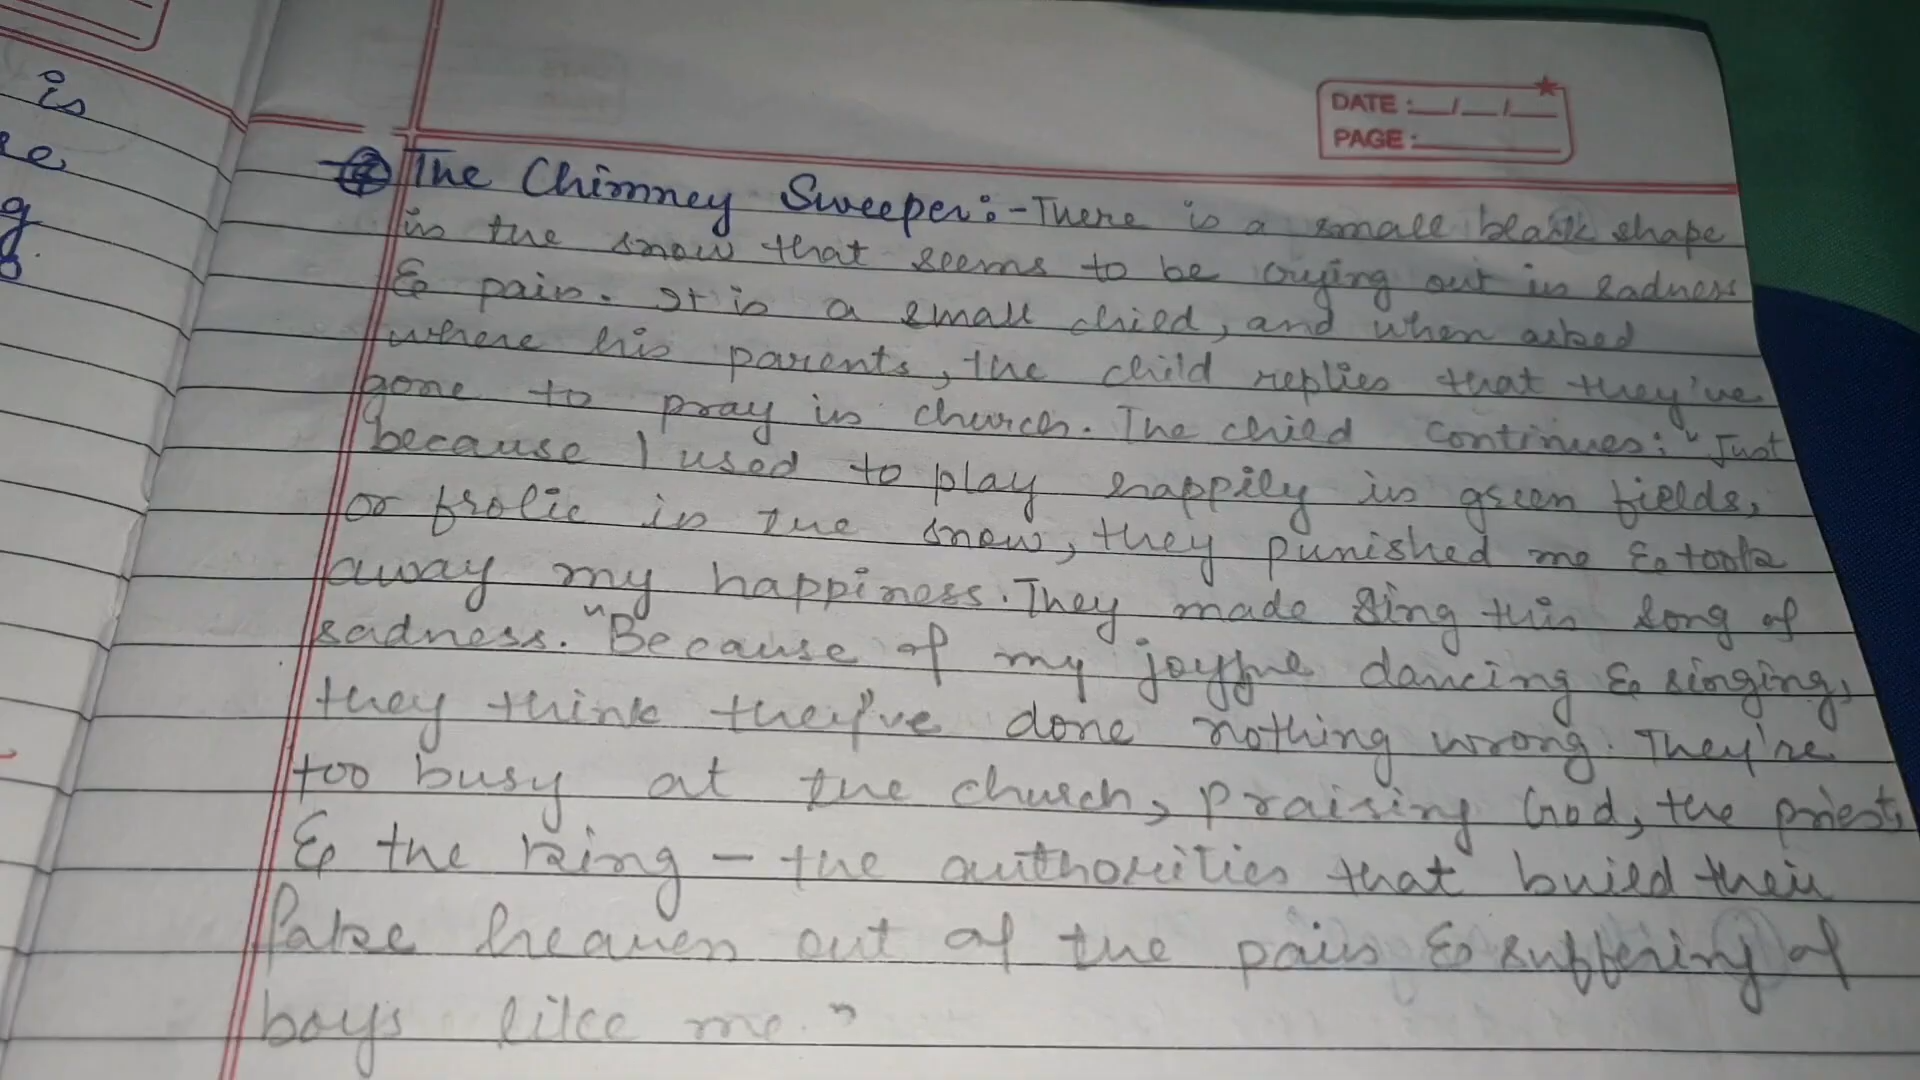 is
DATE: __/__/__
PAGE:
The Chimney Sweeper:- There is a small black shape
in the snow that seems to be crying out in sadness
& pain. It is a small child, and when asked
where his parents, the child replies that they've
gone to pray in church. The child continues: "Just
because I used to play happily in green fields,
or frolic in the snow, they punished me & took
away my happiness. They made sing this song of
sadness. "Because of my dancing & singing,
they think they've done nothing wrong. They're
too busy at the church, praising God, the priest,
& the king - the authorities that build their
fake heaven out of the pain & suffering of
boys like me."